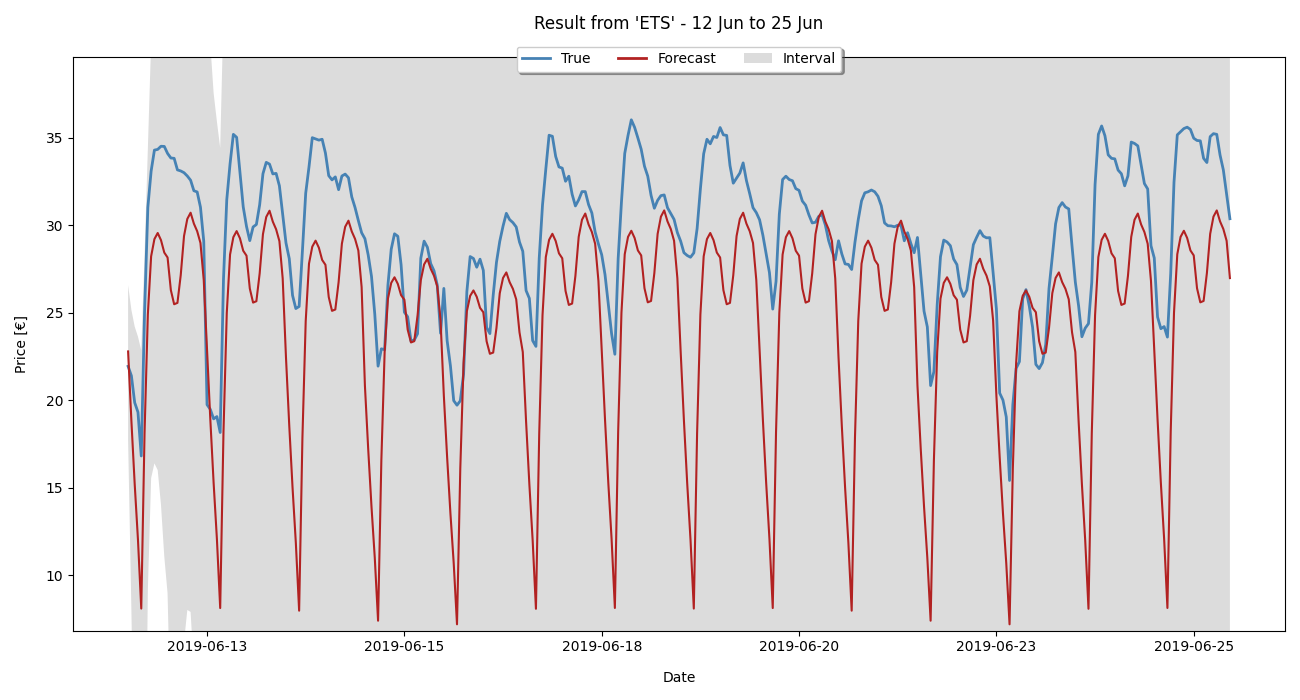 Result from 'ETS' - 12 Jun to 25 Jun
True Forecast Interval
Price [€]
35
30
25
20
15
10
2019-06-13 2019-06-15 2019-06-18 2019-06-20 2019-06-23 2019-06-25
Date